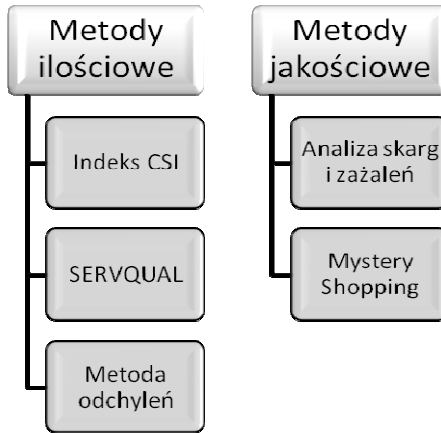 Metody
ilościowe
Indeks CSI
SERVQUAL
Metoda
odchyleń
Metody
jakościowe
Analiza skarg
i zażaleń
Mystery
Shopping